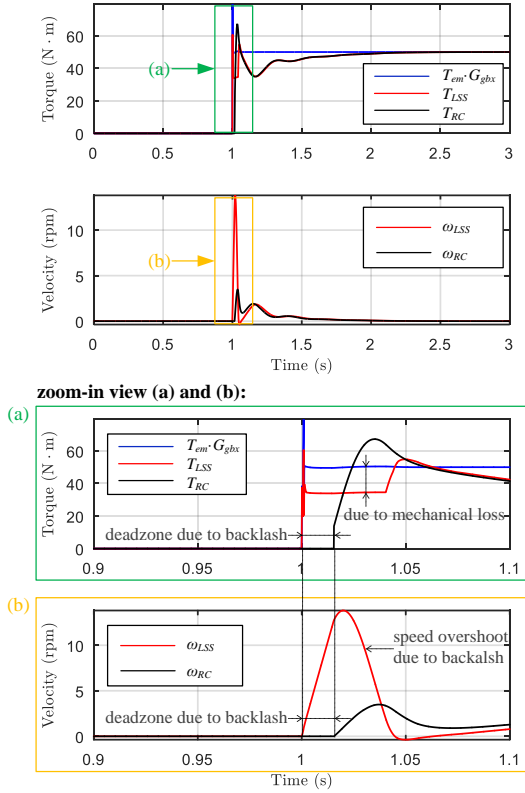 Torque (N · m)
60
40
20
0
(a)
T_em · G_gbx
T_LSS
T_RC
0 0.5 1 1.5 2 2.5 3
Velocity (rpm)
10
5
0
(b)
ω_LSS
ω_RC
0 0.5 1 1.5 2 2.5 3
Time (s)
zoom-in view (a) and (b):
(a)
Torque (N · m)
60
40
20
0
T_em · G_gbx
T_LSS
T_RC
due to mechanical loss
deadzone due to backlash
0.9 0.95 1 1.05 1.1
(b)
Velocity (rpm)
10
5
0
ω_LSS
ω_RC
speed overshoot
due to backalsh
deadzone due to backlash
0.9 0.95 1 1.05 1.1
Time (s)